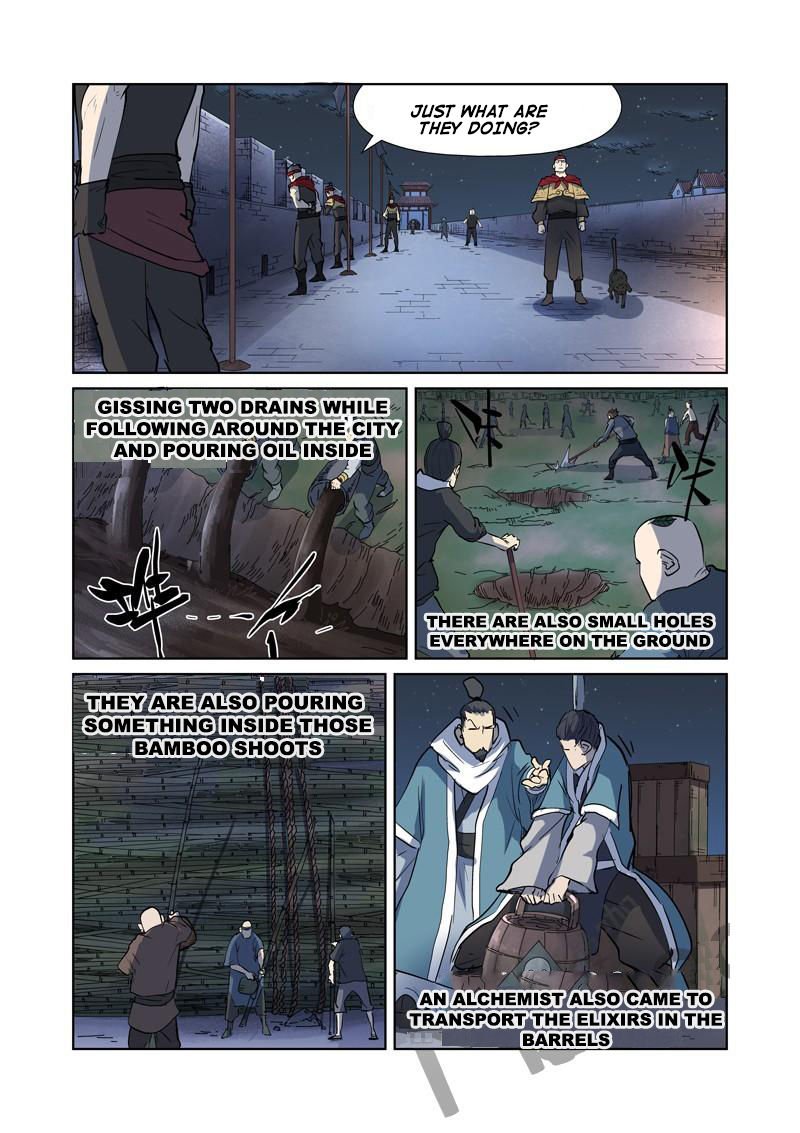 JUST WHAT ARE
THEY DOING?
GISSING TWO DRAINS WHILE
FOLLOWING AROUND THE CITY
AND POURING OIL INSIDE
THERE ARE ALSO SMALL HOLES
EVERYWHERE ON THE GROUND
THEY ARE ALSO POURING
SOMETHING INSIDE THOSE
BAMBOO SHOOTS
AN ALCHEMIST ALSO CAME TO
TRANSPORT THE ELIXIRS IN THE
BARRELS